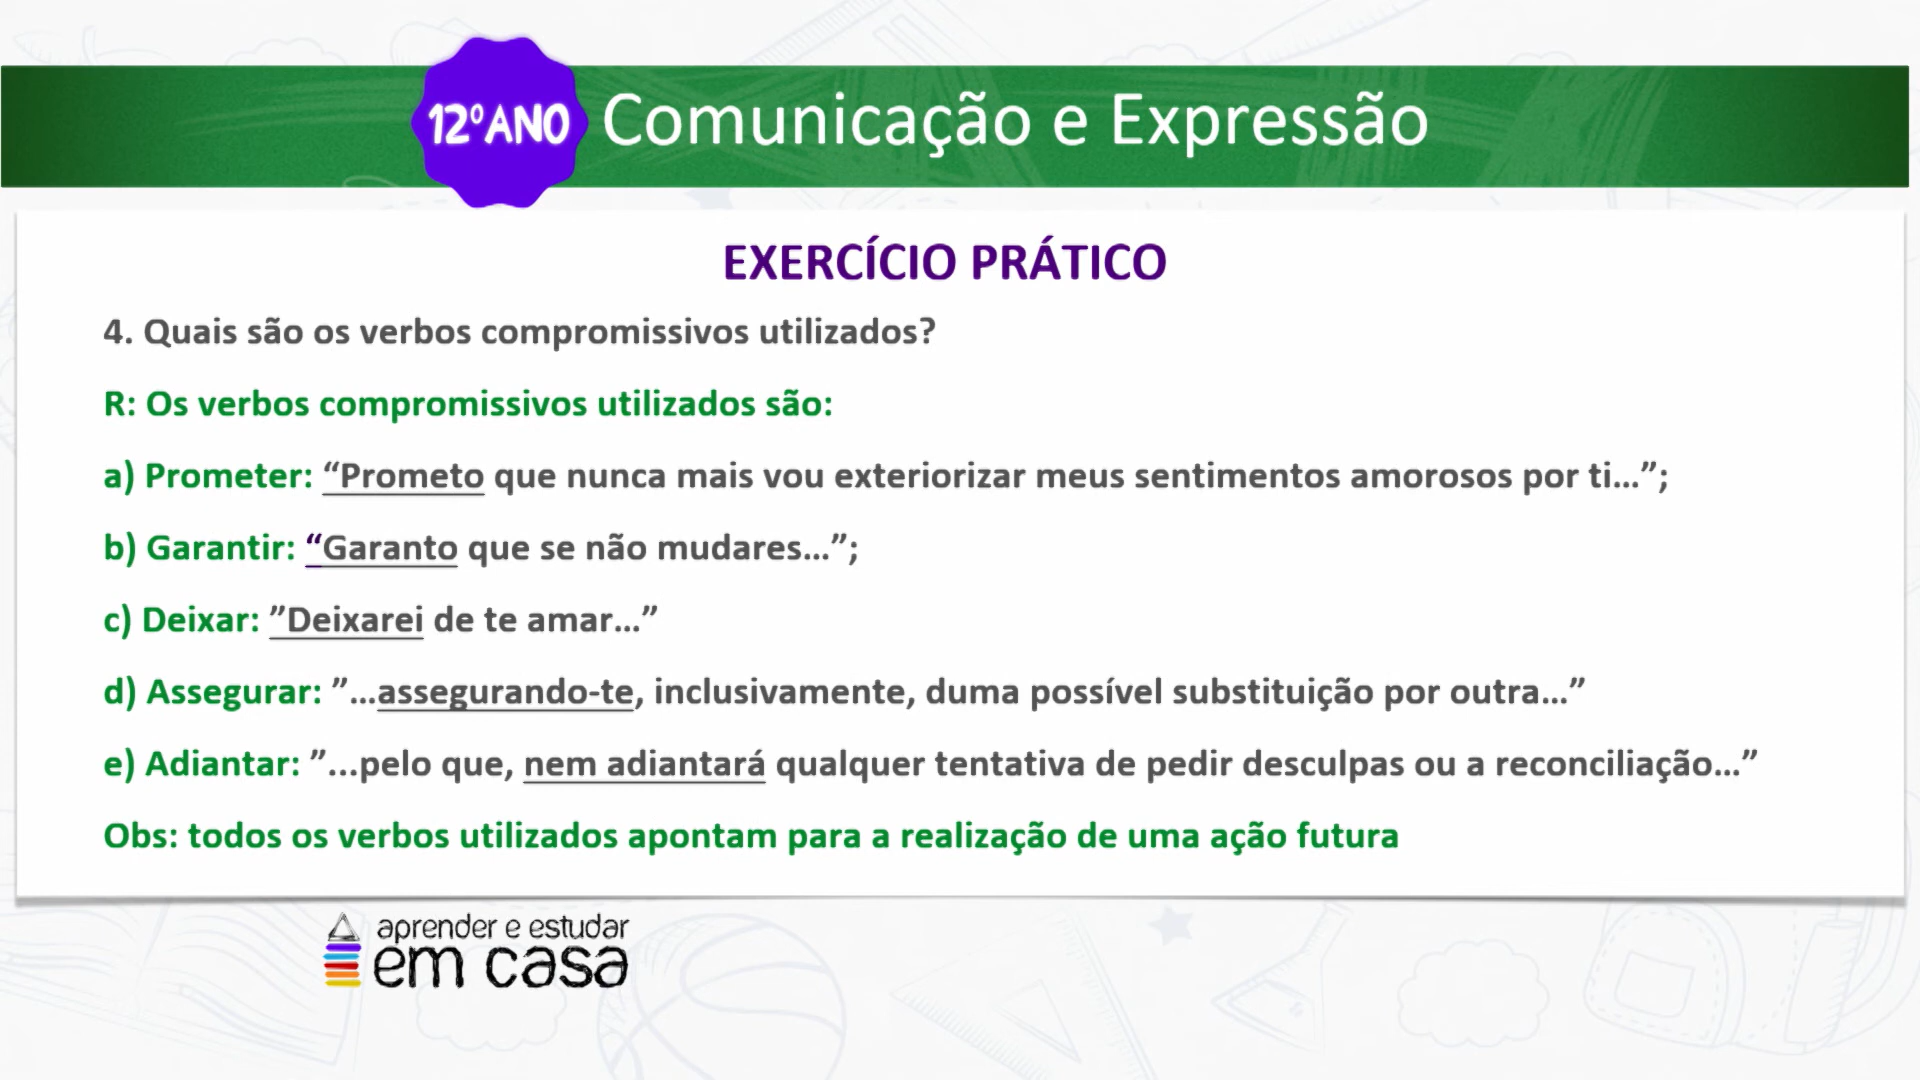 12ºANO Comunicação e Expressão
EXERCÍCIO PRÁTICO
4. Quais são os verbos compromissivos utilizados?
R: Os verbos compromissivos utilizados são:
a) Prometer: “Prometo que nunca mais vou exteriorizar meus sentimentos amorosos por ti...”;
b) Garantir: “Garanto que se não mudares...”;
c) Deixar: ”Deixarei de te amar...”
d) Assegurar: ”...assegurando-te, inclusivamente, duma possível substituição por outra...”
e) Adiantar: ”...pelo que, nem adiantará qualquer tentativa de pedir desculpas ou a reconciliação...”
Obs: todos os verbos utilizados apontam para a realização de uma ação futura
aprender e estudar
em casa